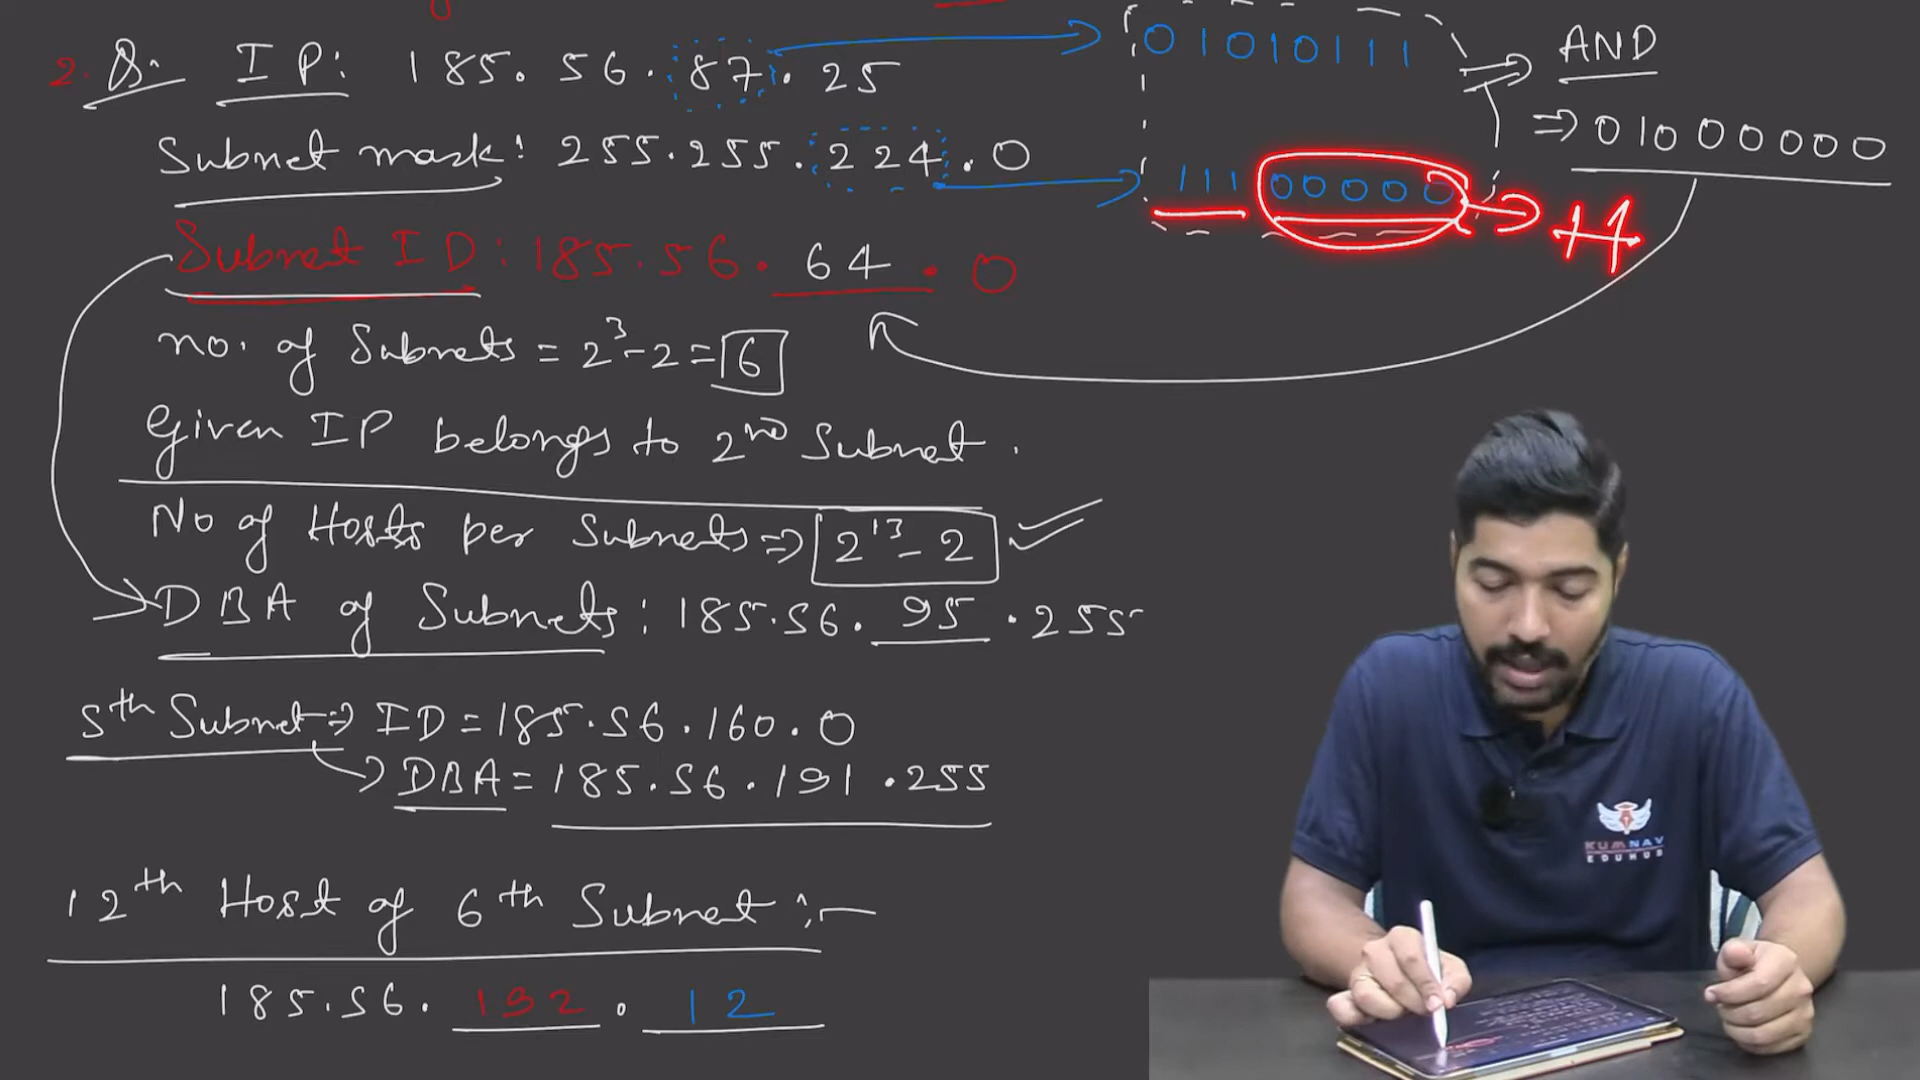 2. Q: IP: 185. 56. 87. 25
01010111
AND
⇒ 01000000
Subnet mask: 255.255.224.0
111 00000
H
Subnet ID: 185.56. 64 . 0
no. of Subnets = 2³-2= 6
Given IP belongs to 2nd Subnet.
No of Hosts per Subnets ⇒ 2¹³- 2
DBA of Subnets: 185.56. 95 .255
5th Subnet ⇒ ID = 185.56.160.0
DBA = 185.56.191.255
12th Host of 6th Subnet :-
185.56. 192 . 12
KUMNAV
EDUHUB